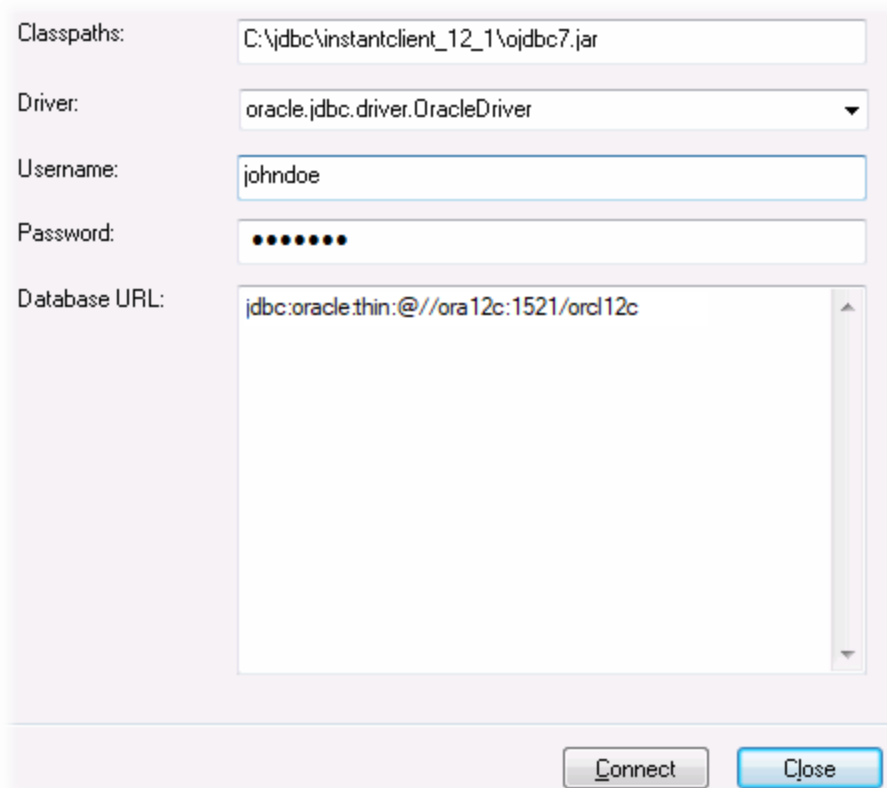 Classpaths: C:\jdbc\instantclient_12_1\ojdbc7.jar
Driver: oracle.jdbc.driver.OracleDriver
Username: johndoe
Password: •••••••
Database URL: jdbc:oracle:thin:@//ora12c:1521/orcl12c
Connect Close